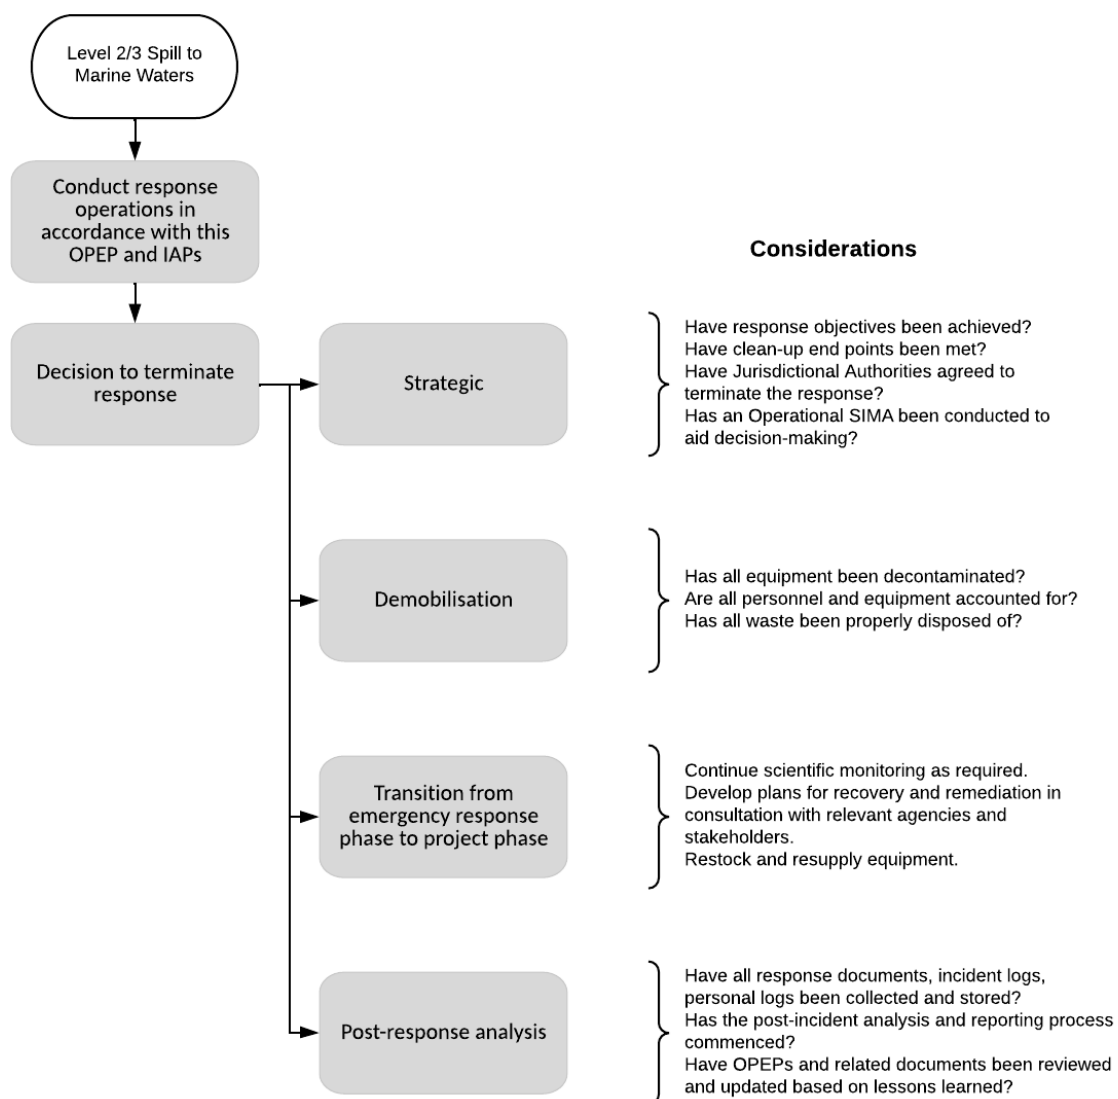 Level 2/3 Spill to
Marine Waters
Conduct response
operations in
accordance with this
OPEP and IAPs
Considerations
Decision to terminate
response
Strategic
Have response objectives been achieved?
Have clean-up end points been met?
Have Jurisdictional Authorities agreed to
terminate the response?
Has an Operational SIMA been conducted to
aid decision-making?
Demobilisation
Has all equipment been decontaminated?
Are all personnel and equipment accounted for?
Has all waste been properly disposed of?
Transition from
emergency response
phase to project phase
Continue scientific monitoring as required.
Develop plans for recovery and remediation in
consultation with relevant agencies and
stakeholders.
Restock and resupply equipment.
Post-response analysis
Have all response documents, incident logs,
personal logs been collected and stored?
Has the post-incident analysis and reporting process
commenced?
Have OPEPs and related documents been reviewed
and updated based on lessons learned?